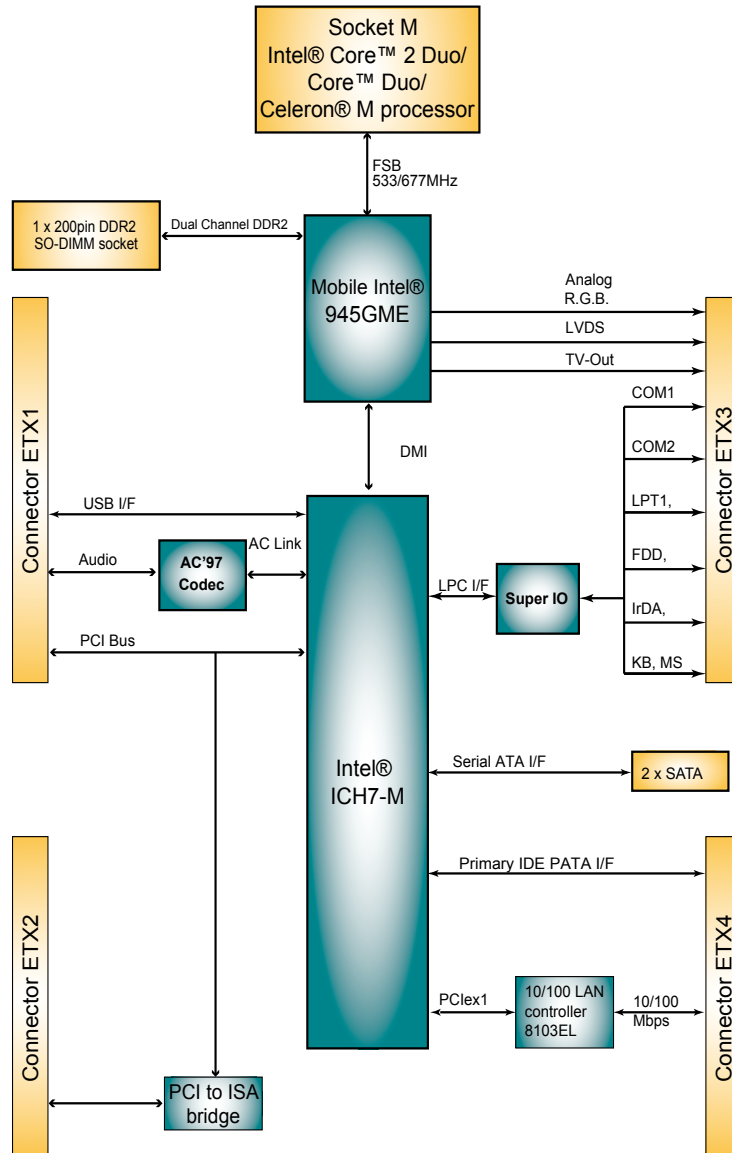 Socket M
Intel® Core™ 2 Duo/
Core™ Duo/
Celeron® M processor
FSB
533/677MHz
1 x 200pin DDR2
SO-DIMM socket
Dual Channel DDR2
Mobile Intel®
945GME
Analog
R.G.B.
LVDS
TV-Out
Connector ETX1
Connector ETX3
COM1
COM2
LPT1,
FDD,
IrDA,
KB, MS
DMI
USB I/F
Audio
AC'97
Codec
AC Link
PCI Bus
LPC I/F
Super IO
Intel®
ICH7-M
Serial ATA I/F
2 x SATA
Primary IDE PATA I/F
Connector ETX2
Connector ETX4
PCIex1
10/100 LAN
controller
8103EL
10/100
Mbps
PCI to ISA
bridge